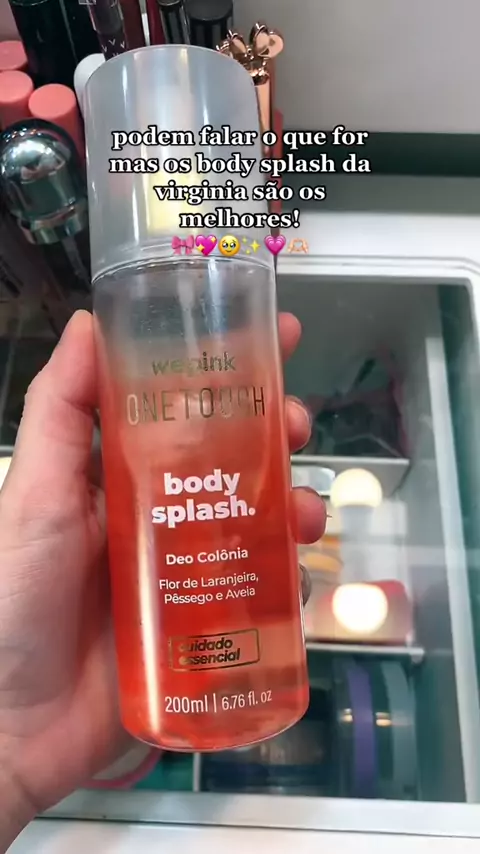 podem falar o que for
mas os body splash da
virginia são os
melhores!
🎀💖🥹✨💗🫶🏻
wepink
ONETOUCH
body
splash.
Deo Colônia
Flor de Laranjeira,
Pêssego e Aveia
cuidado
essencial
200ml | 6.76 fl. oz